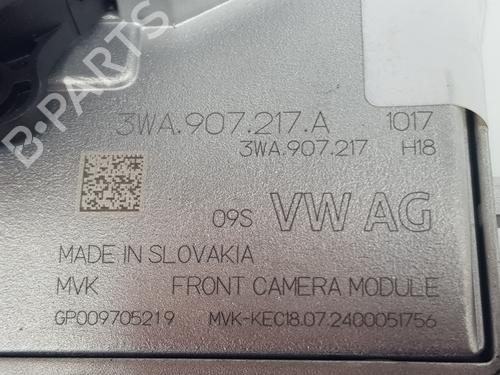 3WA.907.217.A 1017
3WA.907.217 H18
09S VW AG
MADE IN SLOVAKIA
MVK FRONT CAMERA MODULE
GP009705219 MVK-KEC18.07.2400051756
B-PARTS